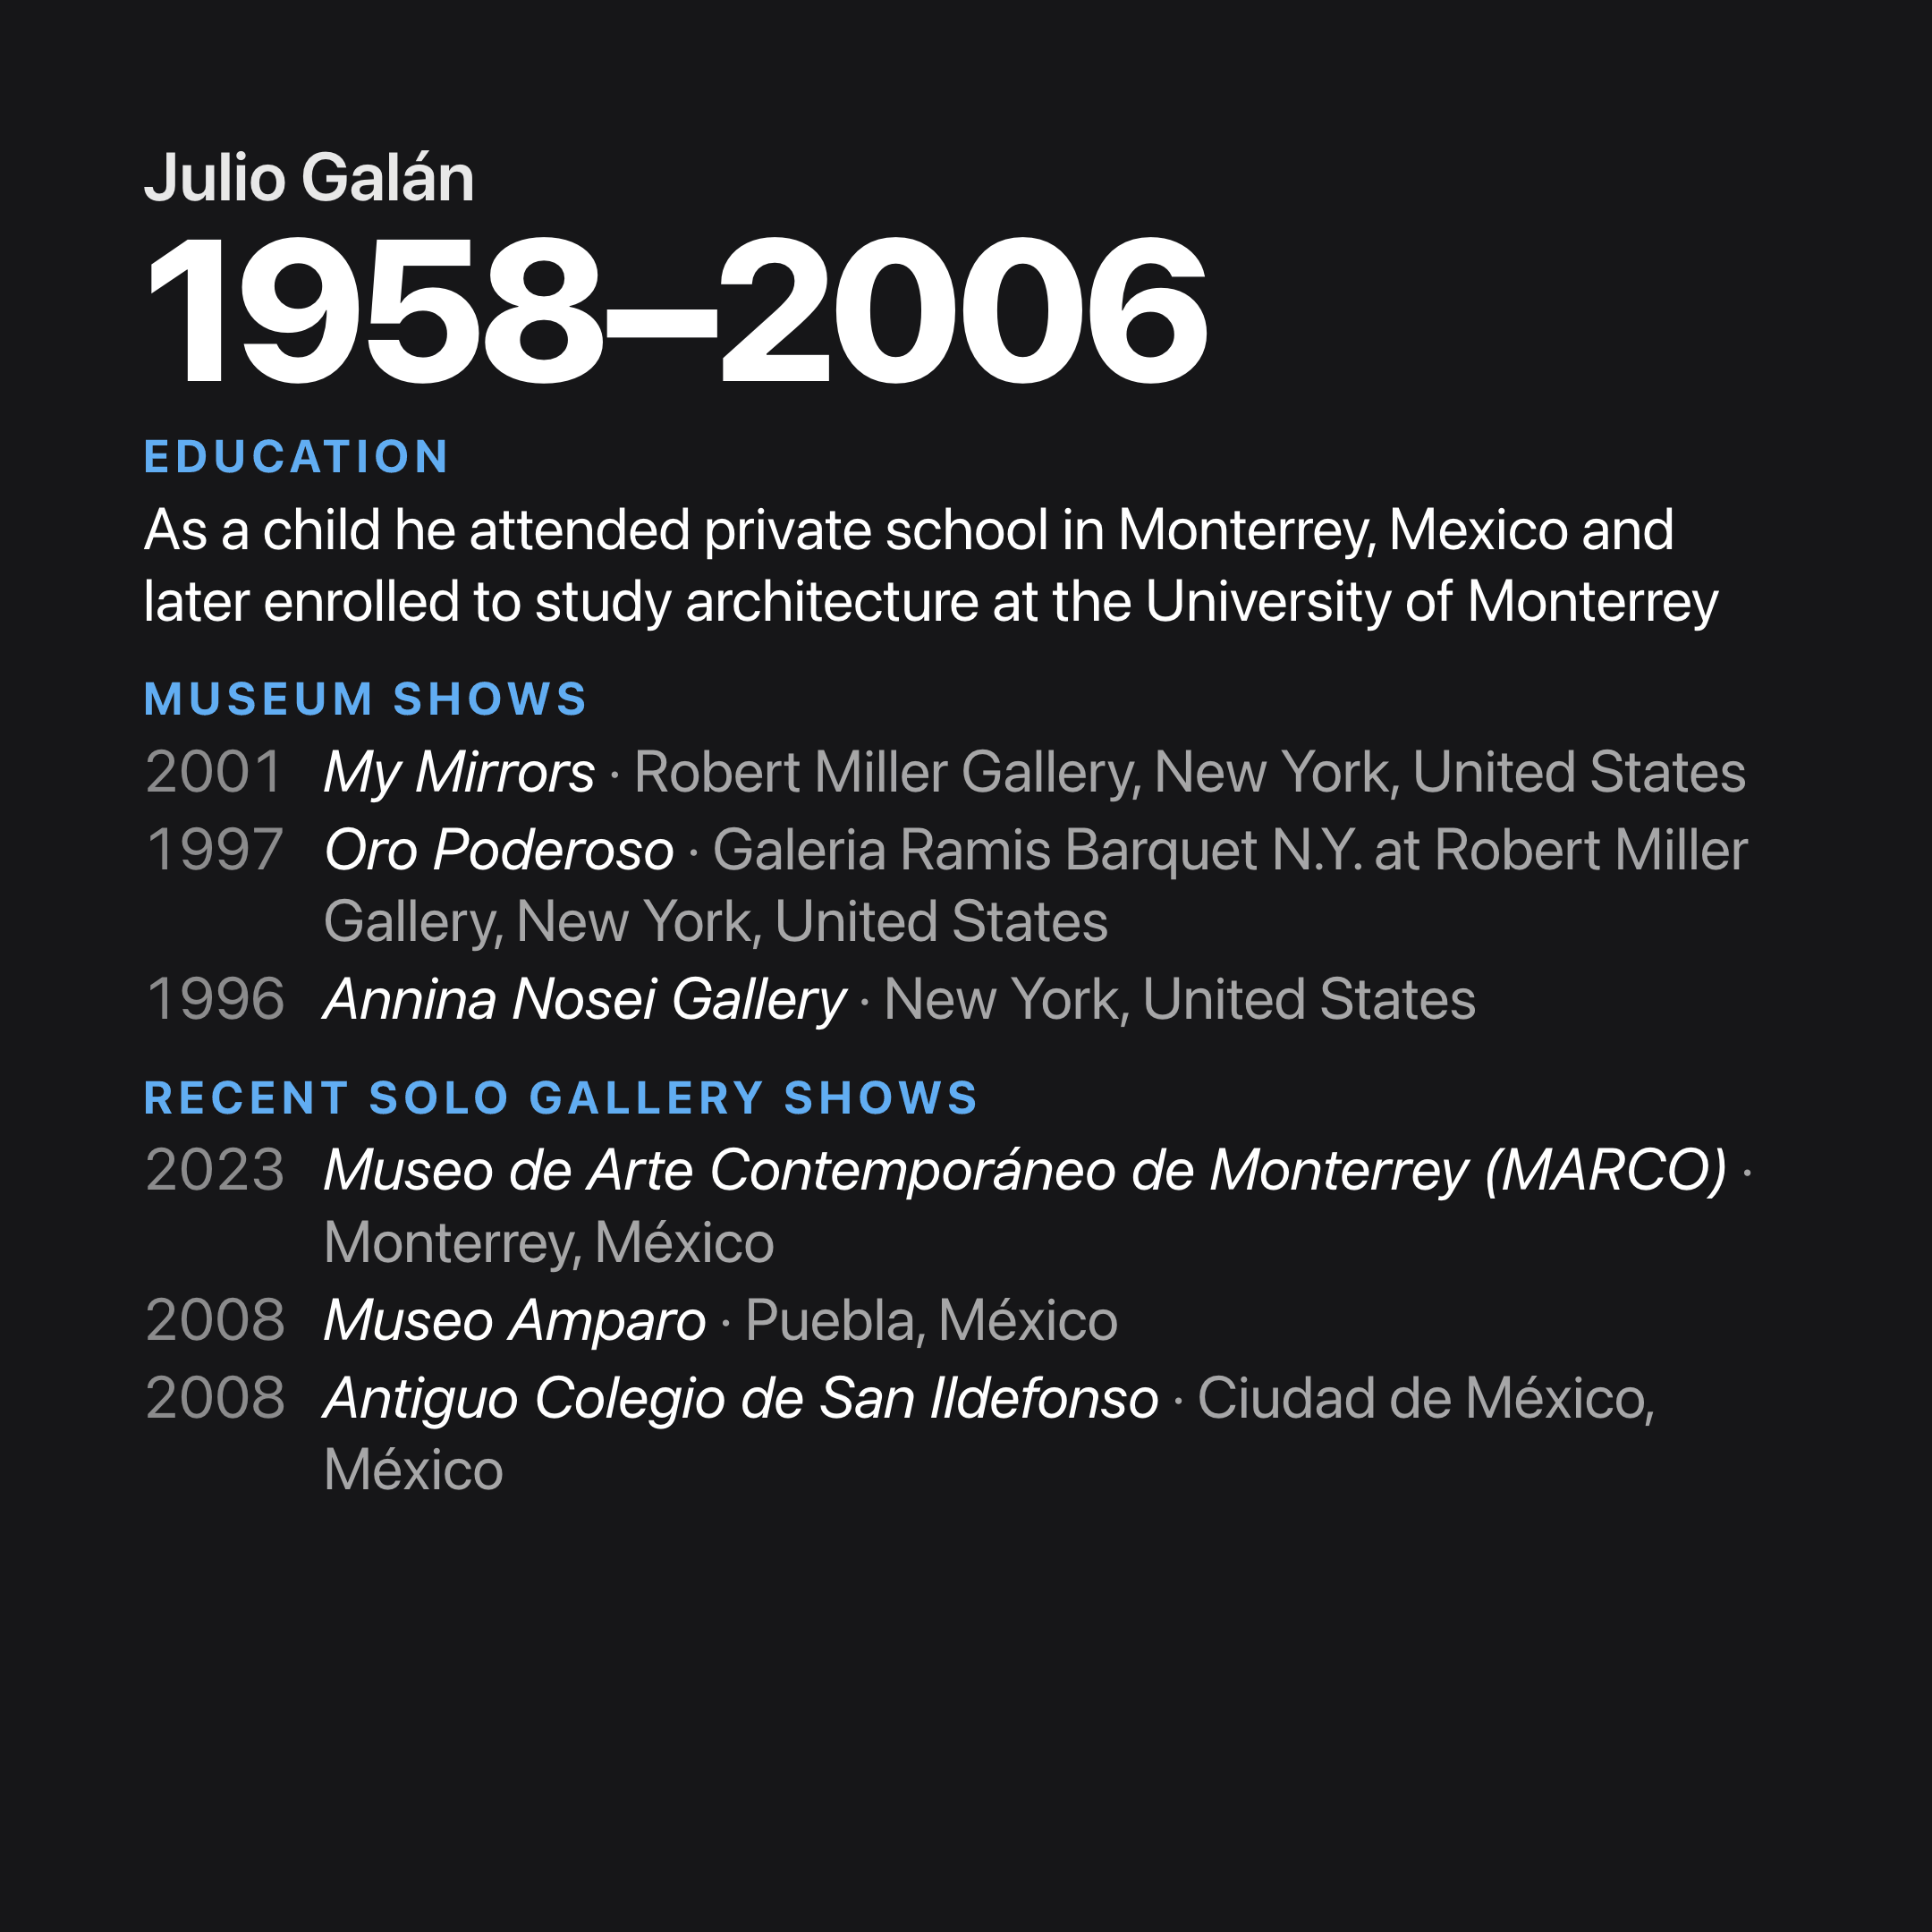 Julio Galán
1958–2006
EDUCATION
As a child he attended private school in Monterrey, Mexico and
later enrolled to study architecture at the University of Monterrey
MUSEUM SHOWS
2001 My Mirrors · Robert Miller Gallery, New York, United States
1997 Oro Poderoso · Galeria Ramis Barquet N.Y. at Robert Miller
Gallery, New York, United States
1996 Annina Nosei Gallery · New York, United States
RECENT SOLO GALLERY SHOWS
2023 Museo de Arte Contemporáneo de Monterrey (MARCO) ·
Monterrey, México
2008 Museo Amparo · Puebla, México
2008 Antiguo Colegio de San Ildefonso · Ciudad de México,
México